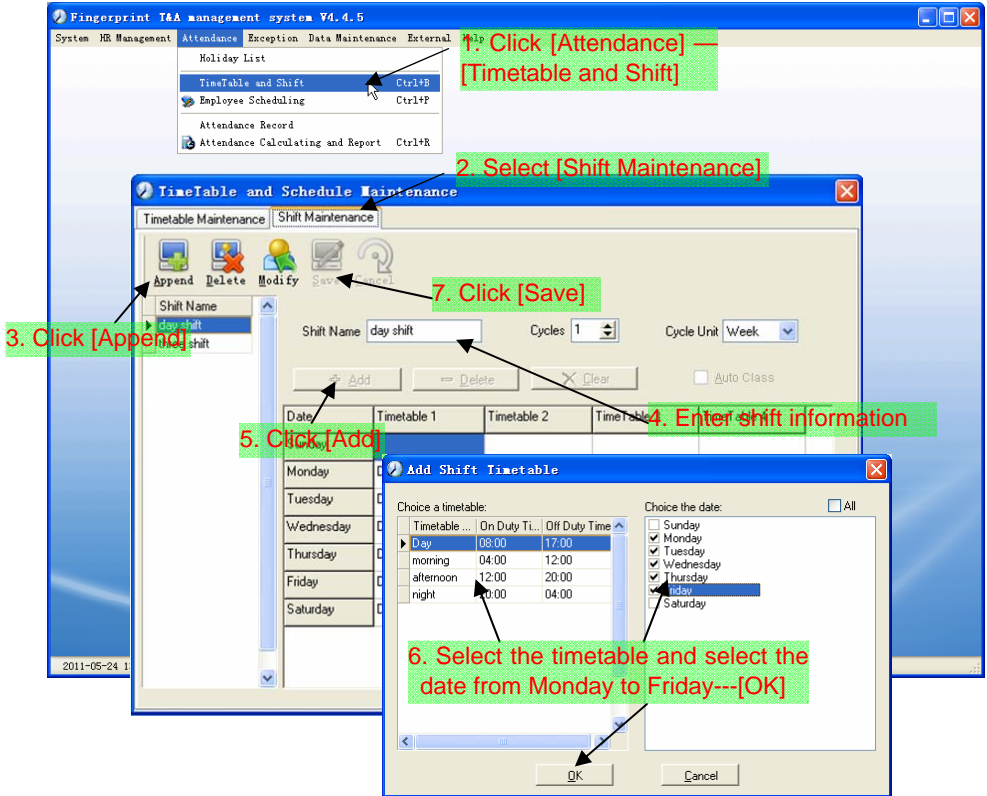 Fingerprint T&A management system V4.4.5
System HR Management Attendance Exception Data Maintenance External Help
1. Click [Attendance] —
[Timetable and Shift]
Holiday List
TimeTable and Shift Ctrl+B
Employee Scheduling Ctrl+P
Attendance Record
Attendance Calculating and Report Ctrl+R
2. Select [Shift Maintenance]
TimeTable and Schedule Maintenance
Timetable Maintenance Shift Maintenance
Append Delete Modify Save Cancel
7. Click [Save]
3. Click [Append]
Shift Name
day shift
three shift
Shift Name day shift Cycles 1 Cycle Unit Week
Add Delete Clear Auto Class
4. Enter shift information
5. Click [Add]
Date Timetable 1 Timetable 2 TimeTable
Sunday
Monday
Tuesday
Wednesday
Thursday
Friday
Saturday
Add Shift Timetable
Choice a timetable:
Timetable ... On Duty Ti... Off Duty Time
Day 08:00 17:00
morning 04:00 12:00
afternoon 12:00 20:00
night 20:00 04:00
Choice the date: All
Sunday
Monday
Tuesday
Wednesday
Thursday
Friday
Saturday
6. Select the timetable and select the
date from Monday to Friday---[OK]
OK Cancel
2011-05-24